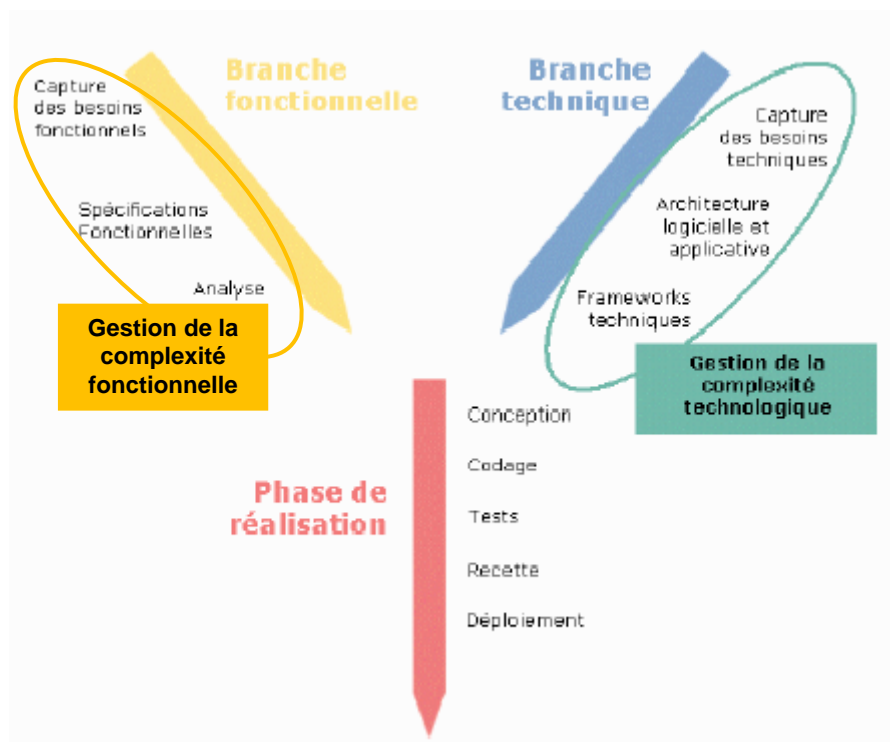 Branche
fonctionnelle
Capture
des besoins
fonctionnels
Spécifications
Fonctionnelles
Analyse
Gestion de la
complexité
fonctionnelle
Branche
technique
Capture
des besoins
techniques
Architecture
logicielle et
applicative
Frameworks
techniques
Gestion de la
complexité
technologique
Phase de
réalisation
Conception
Codage
Tests
Recette
Déploiement